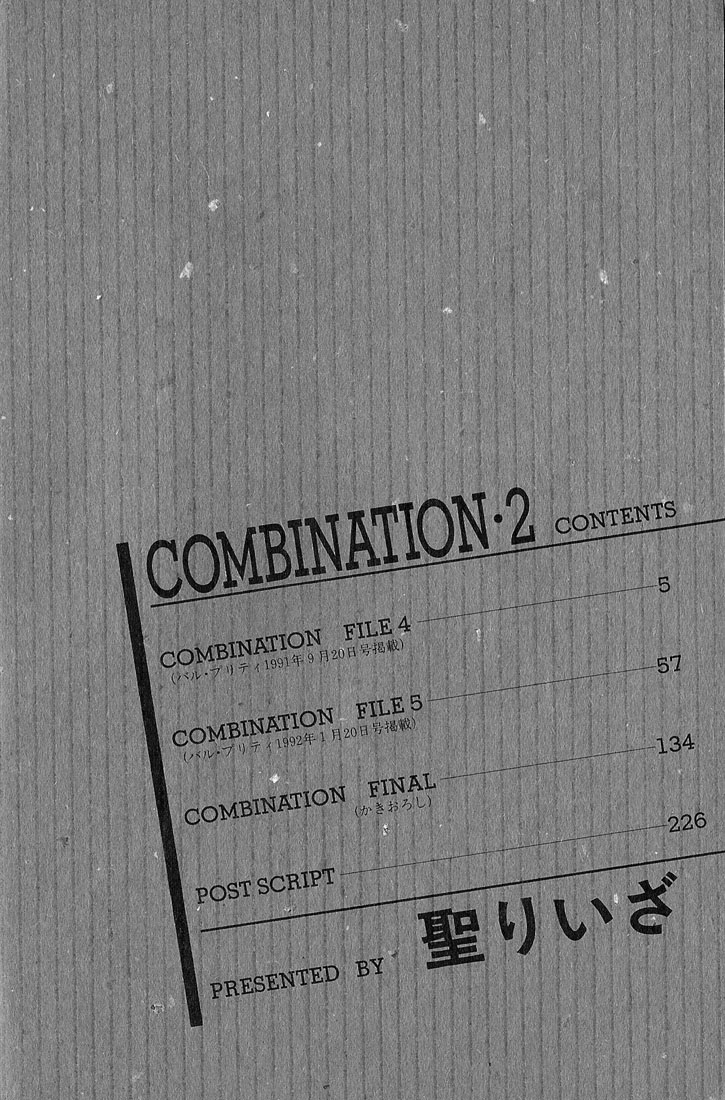 COMBINATION・2 CONTENTS
COMBINATION FILE 4 5
(パル・プリティ1991年9月20日号掲載)
COMBINATION FILE 5 57
(パル・プリティ1992年1月20日号掲載)
COMBINATION FINAL 134
(かきおろし)
POST SCRIPT 226
PRESENTED BY 聖りいざ